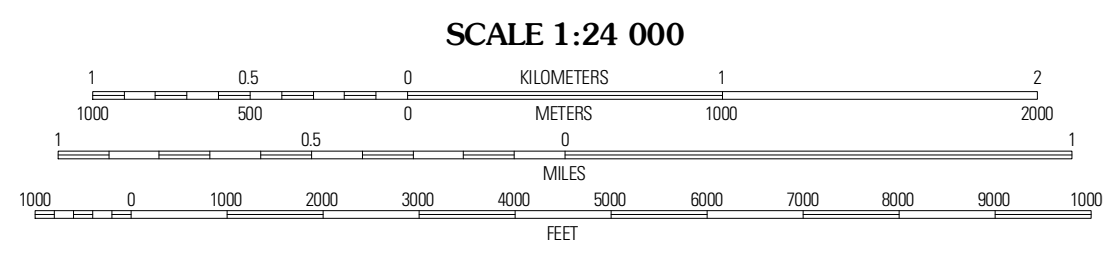 SCALE 1:24 000
1 0.5 0 KILOMETERS 1 2
1000 500 0 METERS 1000 2000
1 0.5 0 1
MILES
1000 0 1000 2000 3000 4000 5000 6000 7000 8000 9000 1000
FEET